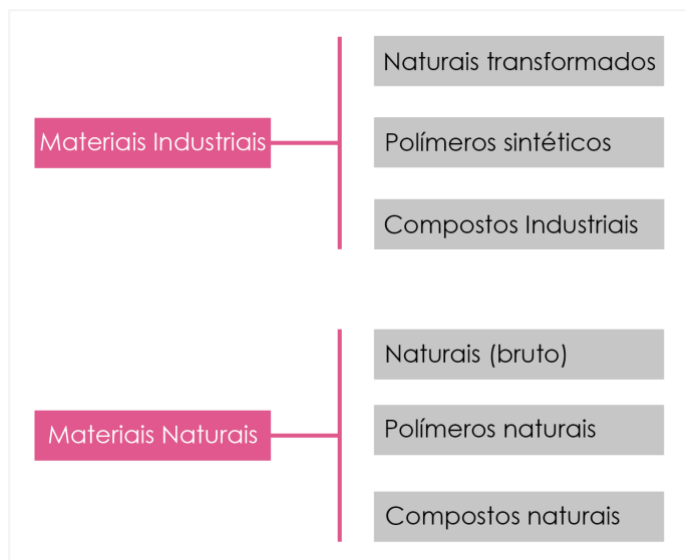 Materiais Industriais
Naturais transformados
Polímeros sintéticos
Compostos Industriais
Materiais Naturais
Naturais (bruto)
Polímeros naturais
Compostos naturais